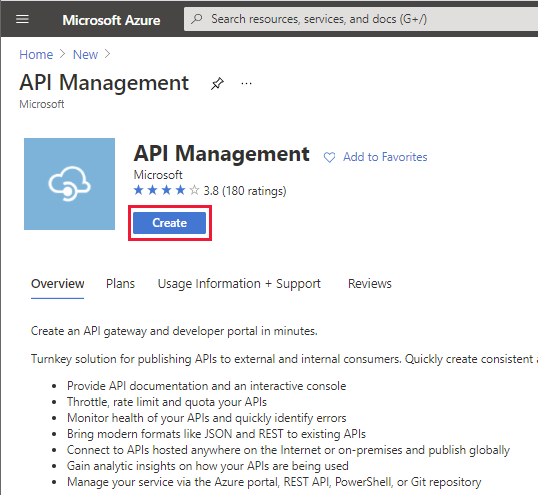 Microsoft Azure
Search resources, services, and docs (G+/)
Home > New >
API Management
...
Microsoft
API Management
Add to Favorites
Microsoft
3.8 (180 ratings)
Create
Overview Plans Usage Information + Support Reviews
Create an API gateway and developer portal in minutes.
Turnkey solution for publishing APIs to external and internal consumers. Quickly create consistent
• Provide API documentation and an interactive console
• Throttle, rate limit and quota your APIs
• Monitor health of your APIs and quickly identify errors
• Bring modern formats like JSON and REST to existing APIs
• Connect to APIs hosted anywhere on the Internet or on-premises and publish globally
• Gain analytic insights on how your APIs are being used
• Manage your service via the Azure portal, REST API, PowerShell, or Git repository